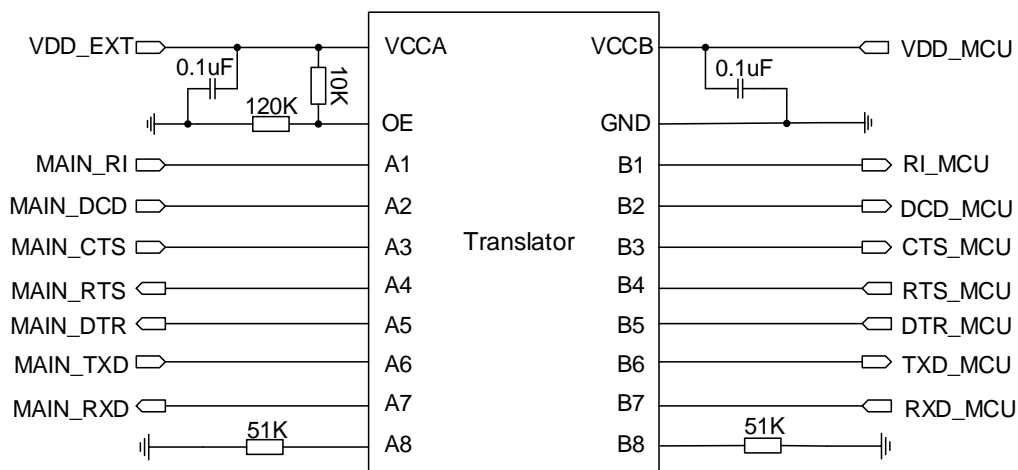 VDD_EXT VCCA VCCB VDD_MCU
0.1uF 10K 0.1uF
120K OE GND
MAIN_RI A1 B1 RI_MCU
MAIN_DCD A2 B2 DCD_MCU
MAIN_CTS A3 Translator B3 CTS_MCU
MAIN_RTS A4 B4 RTS_MCU
MAIN_DTR A5 B5 DTR_MCU
MAIN_TXD A6 B6 TXD_MCU
MAIN_RXD A7 B7 RXD_MCU
51K A8 B8 51K